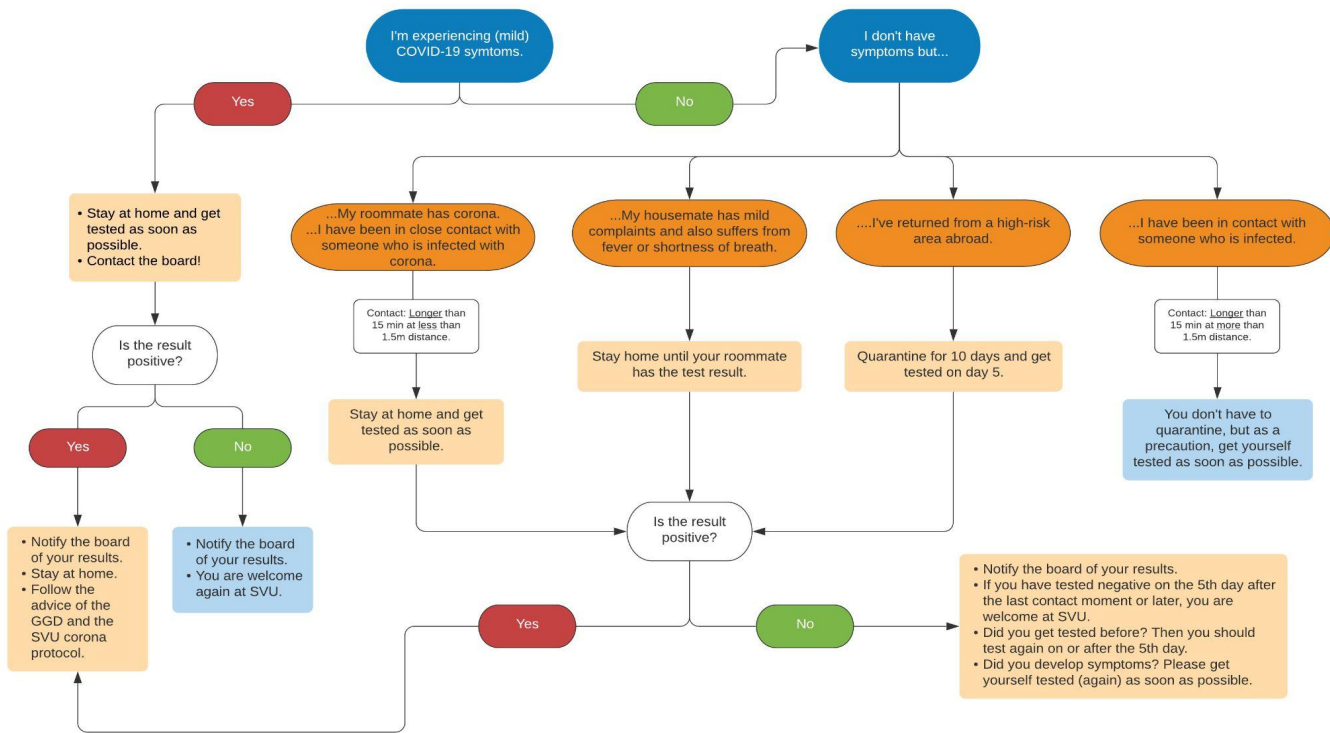 I'm experiencing (mild)
COVID-19 symtoms.
I don't have
symptoms but...
Yes
No
• Stay at home and get
tested as soon as
possible.
• Contact the board!
...My roommate has corona.
...I have been in close contact with
someone who is infected with
corona.
...My housemate has mild
complaints and also suffers from
fever or shortness of breath.
....I've returned from a high-risk
area abroad.
...I have been in contact with
someone who is infected.
Contact: Longer than
15 min at less than
1.5m distance.
Contact: Longer than
15 min at more than
1.5m distance.
Is the result
positive?
Stay home until your roommate
has the test result.
Quarantine for 10 days and get
tested on day 5.
Stay at home and get
tested as soon as
possible.
You don't have to
quarantine, but as a
precaution, get yourself
tested as soon as possible.
Yes
No
• Notify the board
of your results.
• Stay at home.
• Follow the
advice of the
GGD and the
SVU corona
protocol.
• Notify the board
of your results.
• You are welcome
again at SVU.
Is the result
positive?
Yes
No
• Notify the board of your results.
• If you have tested negative on the 5th day after
the last contact moment or later, you are
welcome at SVU.
• Did you get tested before? Then you should
test again on or after the 5th day.
• Did you develop symptoms? Please get
yourself tested (again) as soon as possible.